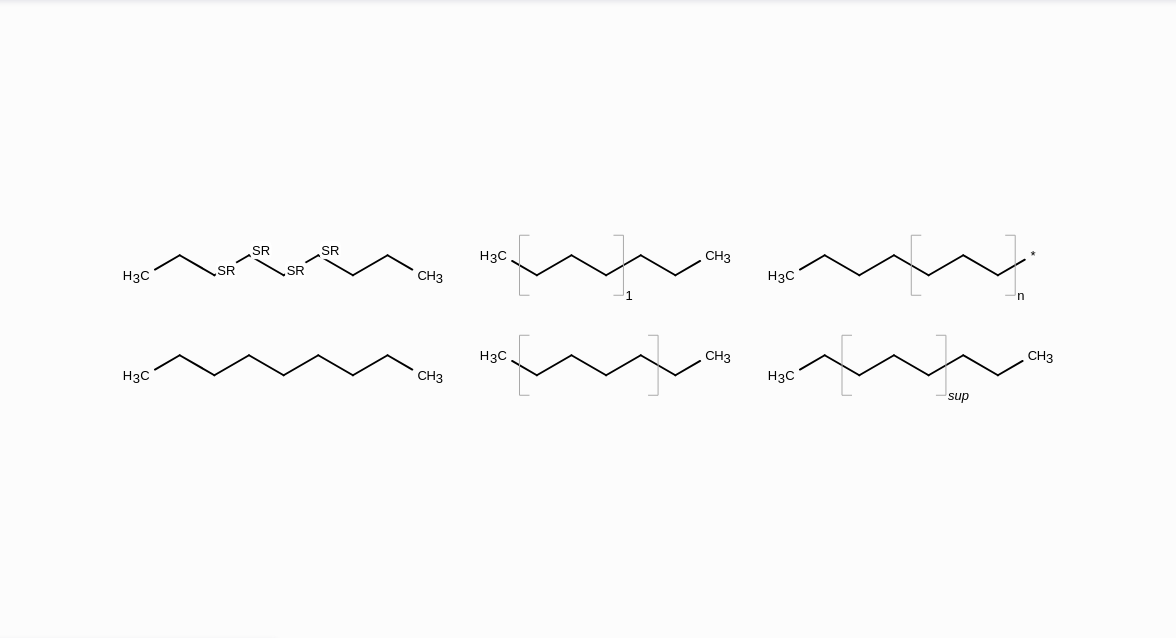 SR SR
H3C SR SR CH3
H3C CH3
1
H3C *
n
H3C CH3
H3C CH3
H3C CH3
sup